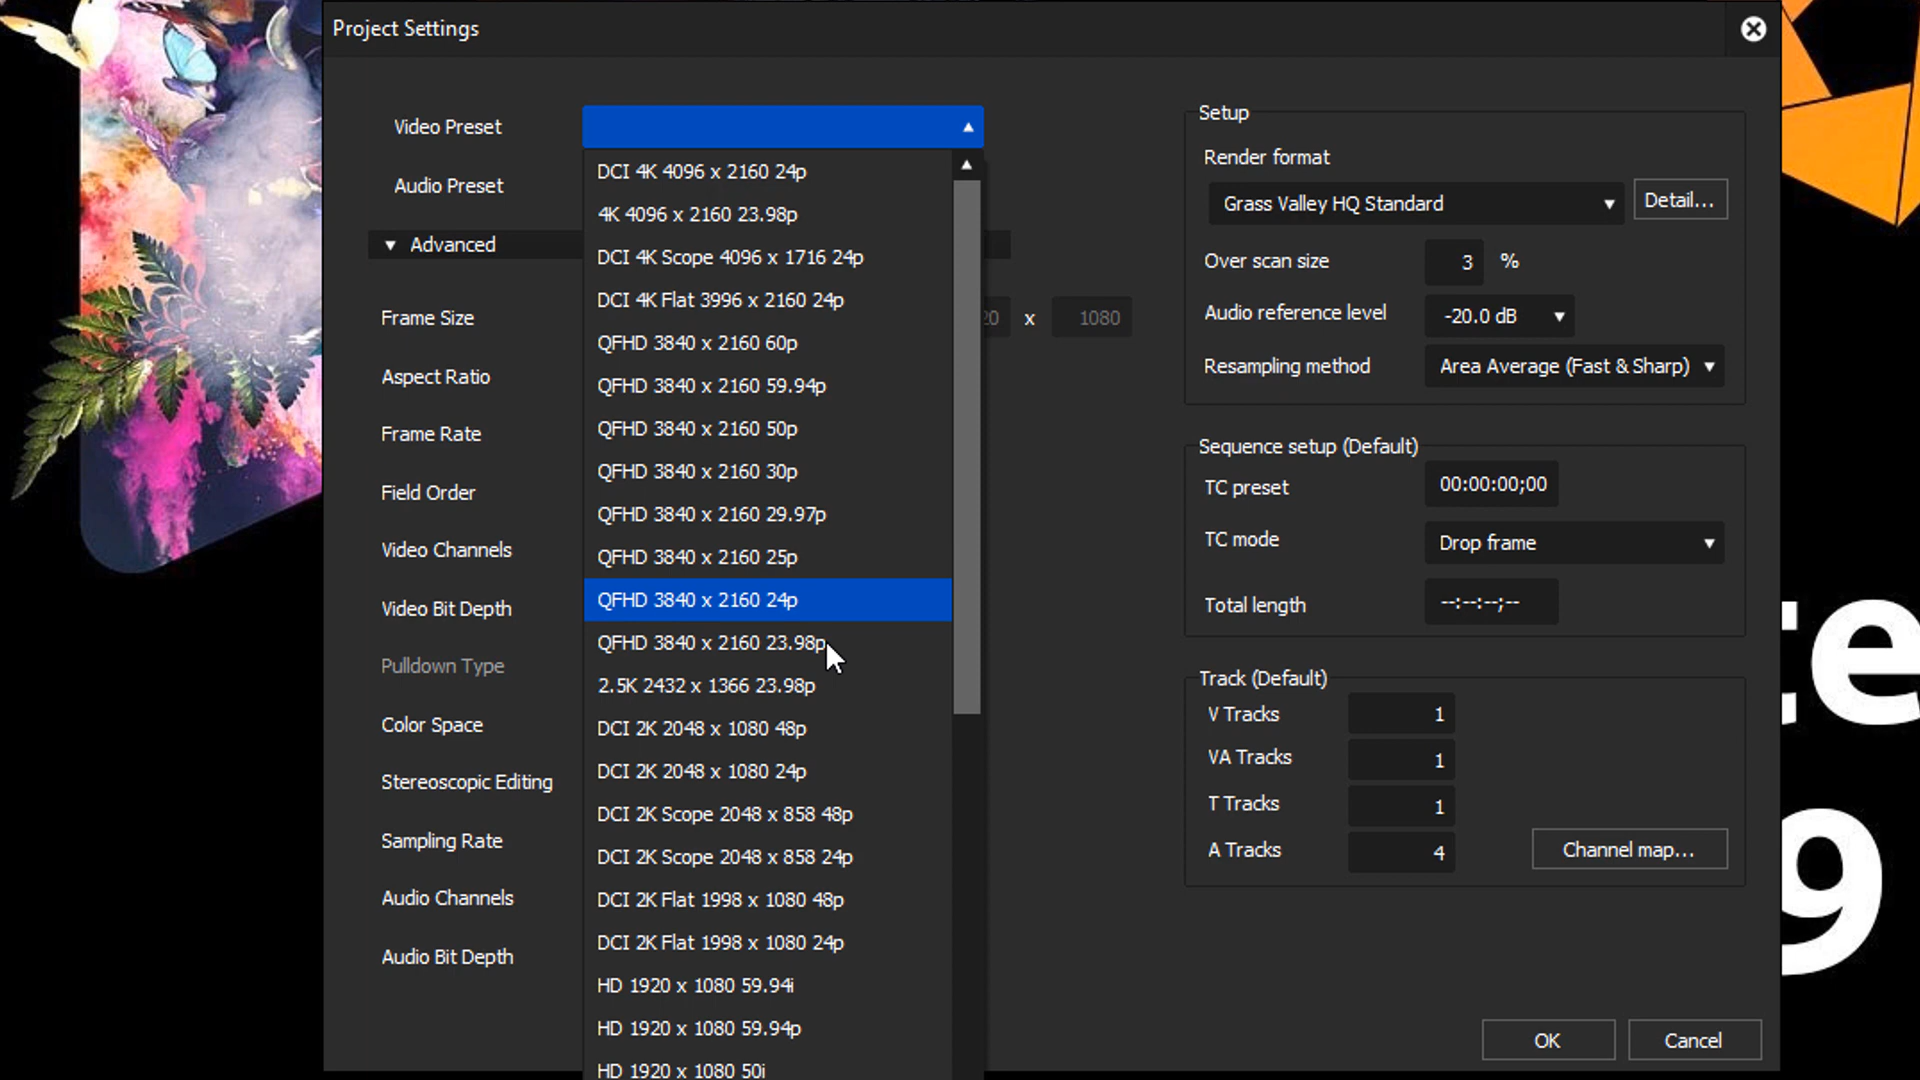 Project Settings
Video Preset
Audio Preset
Advanced
Frame Size
20 x 1080
Aspect Ratio
Frame Rate
Field Order
Video Channels
Video Bit Depth
Pulldown Type
Color Space
Stereoscopic Editing
Sampling Rate
Audio Channels
Audio Bit Depth
DCI 4K 4096 x 2160 24p
4K 4096 x 2160 23.98p
DCI 4K Scope 4096 x 1716 24p
DCI 4K Flat 3996 x 2160 24p
QFHD 3840 x 2160 60p
QFHD 3840 x 2160 59.94p
QFHD 3840 x 2160 50p
QFHD 3840 x 2160 30p
QFHD 3840 x 2160 29.97p
QFHD 3840 x 2160 25p
QFHD 3840 x 2160 24p
QFHD 3840 x 2160 23.98p
2.5K 2432 x 1366 23.98p
DCI 2K 2048 x 1080 48p
DCI 2K 2048 x 1080 24p
DCI 2K Scope 2048 x 858 48p
DCI 2K Scope 2048 x 858 24p
DCI 2K Flat 1998 x 1080 48p
DCI 2K Flat 1998 x 1080 24p
HD 1920 x 1080 59.94i
HD 1920 x 1080 59.94p
HD 1920 x 1080 50i
Setup
Render format
Grass Valley HQ Standard Detail...
Over scan size 3 %
Audio reference level -20.0 dB
Resampling method Area Average (Fast & Sharp)
Sequence setup (Default)
TC preset 00:00:00;00
TC mode Drop frame
Total length --:--:--;--
Track (Default)
V Tracks 1
VA Tracks 1
T Tracks 1
A Tracks 4
Channel map...
OK Cancel
te
9